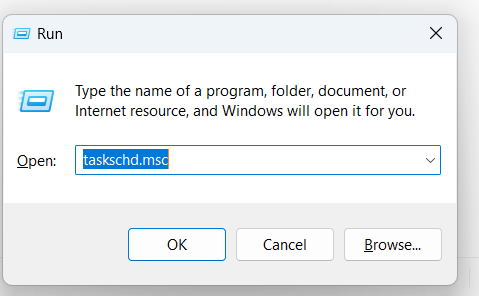 Run
Type the name of a program, folder, document, or
Internet resource, and Windows will open it for you.
Open: taskschd.msc
OK Cancel Browse...